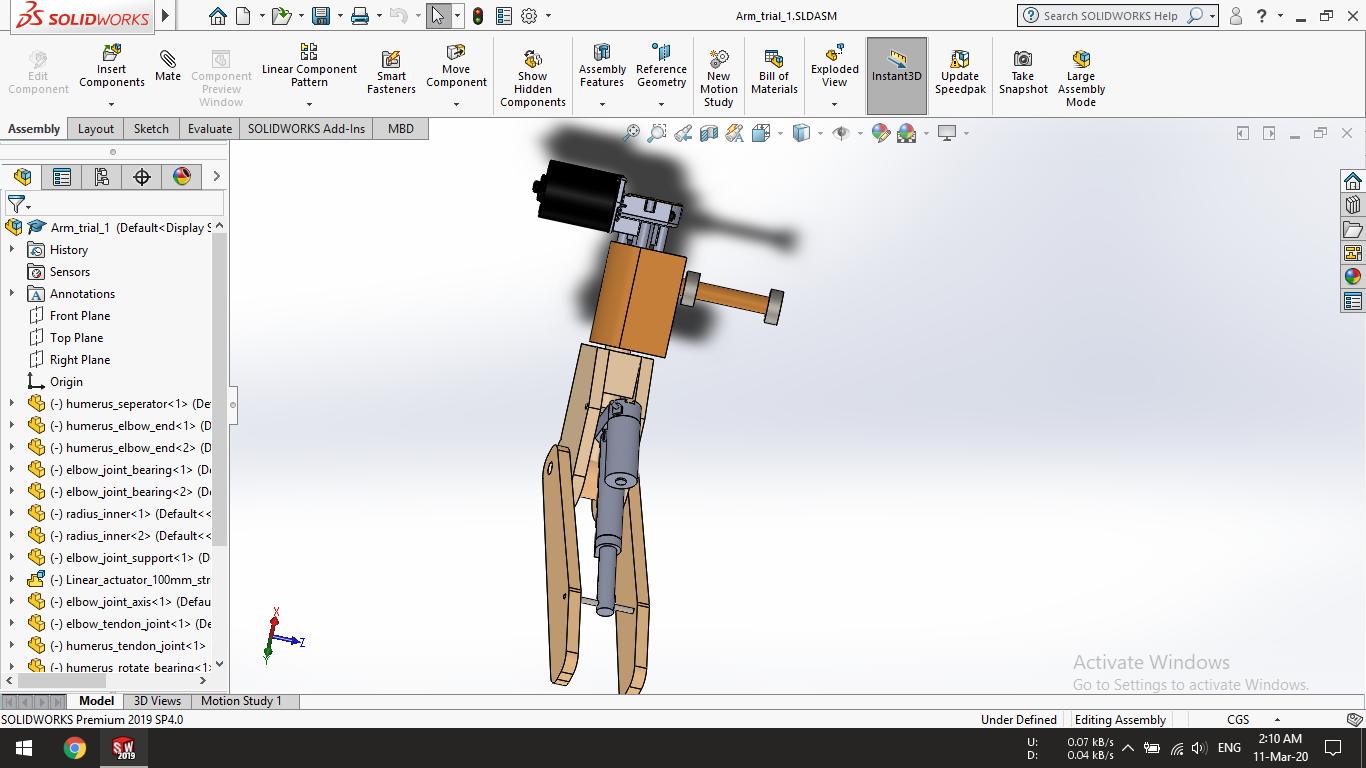 SOLIDWORKS
Arm_trial_1.SLDASM
Search SOLIDWORKS Help
?
Edit
Component
Insert
Components
Mate
Component
Preview
Window
Linear Component
Pattern
Smart
Fasteners
Move
Component
Show
Hidden
Components
Assembly
Features
Reference
Geometry
New
Motion
Study
Bill of
Materials
Exploded
View
Instant3D
Update
Speedpak
Take
Snapshot
Large
Assembly
Mode
Assembly
Layout
Sketch
Evaluate
SOLIDWORKS Add-Ins
MBD
Arm_trial_1 (Default<Display S
History
Sensors
Annotations
Front Plane
Top Plane
Right Plane
Origin
(-) humerus_seperator<1> (De
(-) humerus_elbow_end<1> (D
(-) humerus_elbow_end<2> (D
(-) elbow_joint_bearing<1> (D
(-) elbow_joint_bearing<2> (D
(-) radius_inner<1> (Default<<
(-) radius_inner<2> (Default<<
(-) elbow_joint_support<1> (D
(-) Linear_actuator_100mm_str
(-) elbow_joint_axis<1> (Defau
(-) elbow_tendon_joint<1> (De
(-) humerus_tendon_joint<1>
(-) humerus_rotate_bearing<1>
X
Z
Y
Activate Windows
Go to Settings to activate Windows.
Model
3D Views
Motion Study 1
SOLIDWORKS Premium 2019 SP4.0
Under Defined
Editing Assembly
CGS
SW
2019
U: 0.07 kB/s
D: 0.04 kB/s
ENG
2:10 AM
11-Mar-20